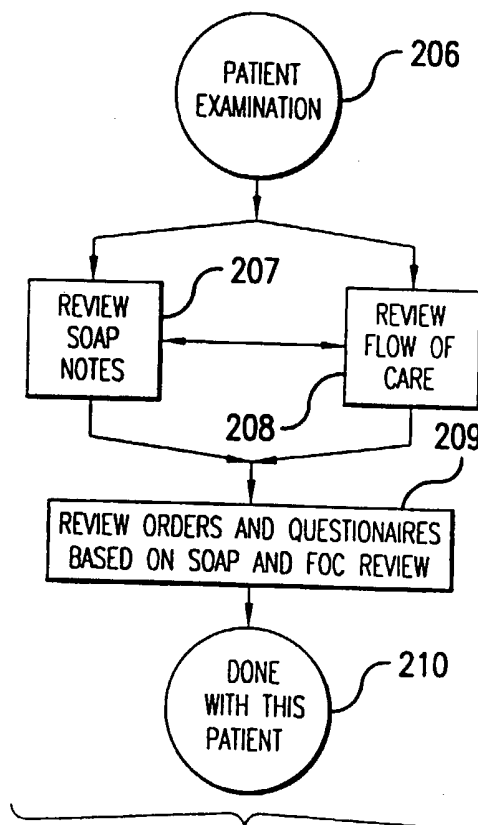 PATIENT
EXAMINATION
206
REVIEW
SOAP
NOTES
207
REVIEW
FLOW OF
CARE
208
209
REVIEW ORDERS AND QUESTIONAIRES
BASED ON SOAP AND FOC REVIEW
DONE
WITH THIS
PATIENT
210